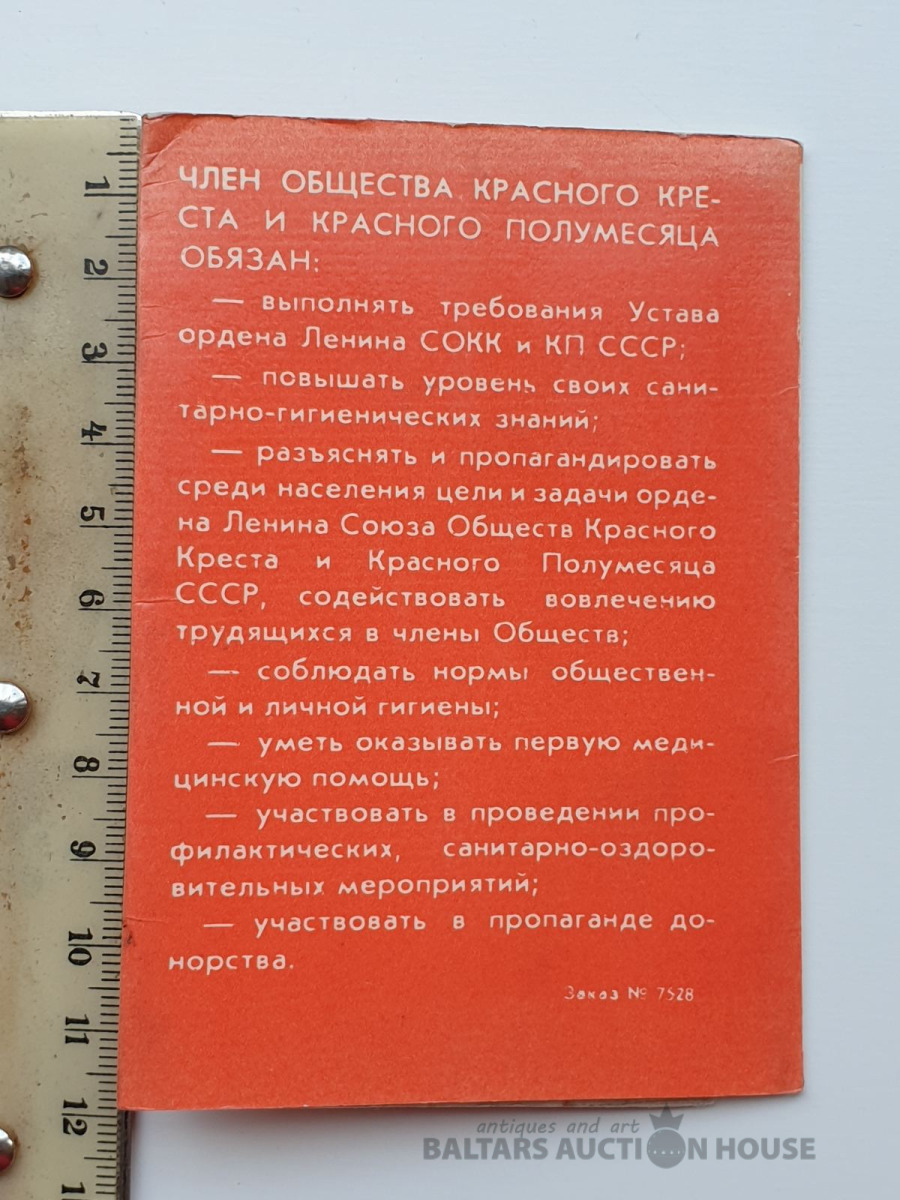 ЧЛЕН ОБЩЕСТВА КРАСНОГО КРЕ-
СТА И КРАСНОГО ПОЛУМЕСЯЦА
ОБЯЗАН:
— выполнять требования Устава
ордена Ленина СОКК и КП СССР;
— повышать уровень своих сани-
тарно-гигиенических знаний;
— разъяснять и пропагандировать
среди населения цели и задачи орде-
на Ленина Союза Обществ Красного
Креста и Красного Полумесяца
СССР, содействовать вовлечению
трудящихся в члены Обществ;
— соблюдать нормы обществен-
ной и личной гигиены;
— уметь оказывать первую меди-
цинскую помощь;
— участвовать в проведении про-
филактических, санитарно-оздоро-
вительных мероприятий;
— участвовать в пропаганде до-
норства.
Заказ № 7528
1
2
3
4
5
6
7
8
9
10
11
12
antiques and art
BALTARS AUCTION HOUSE